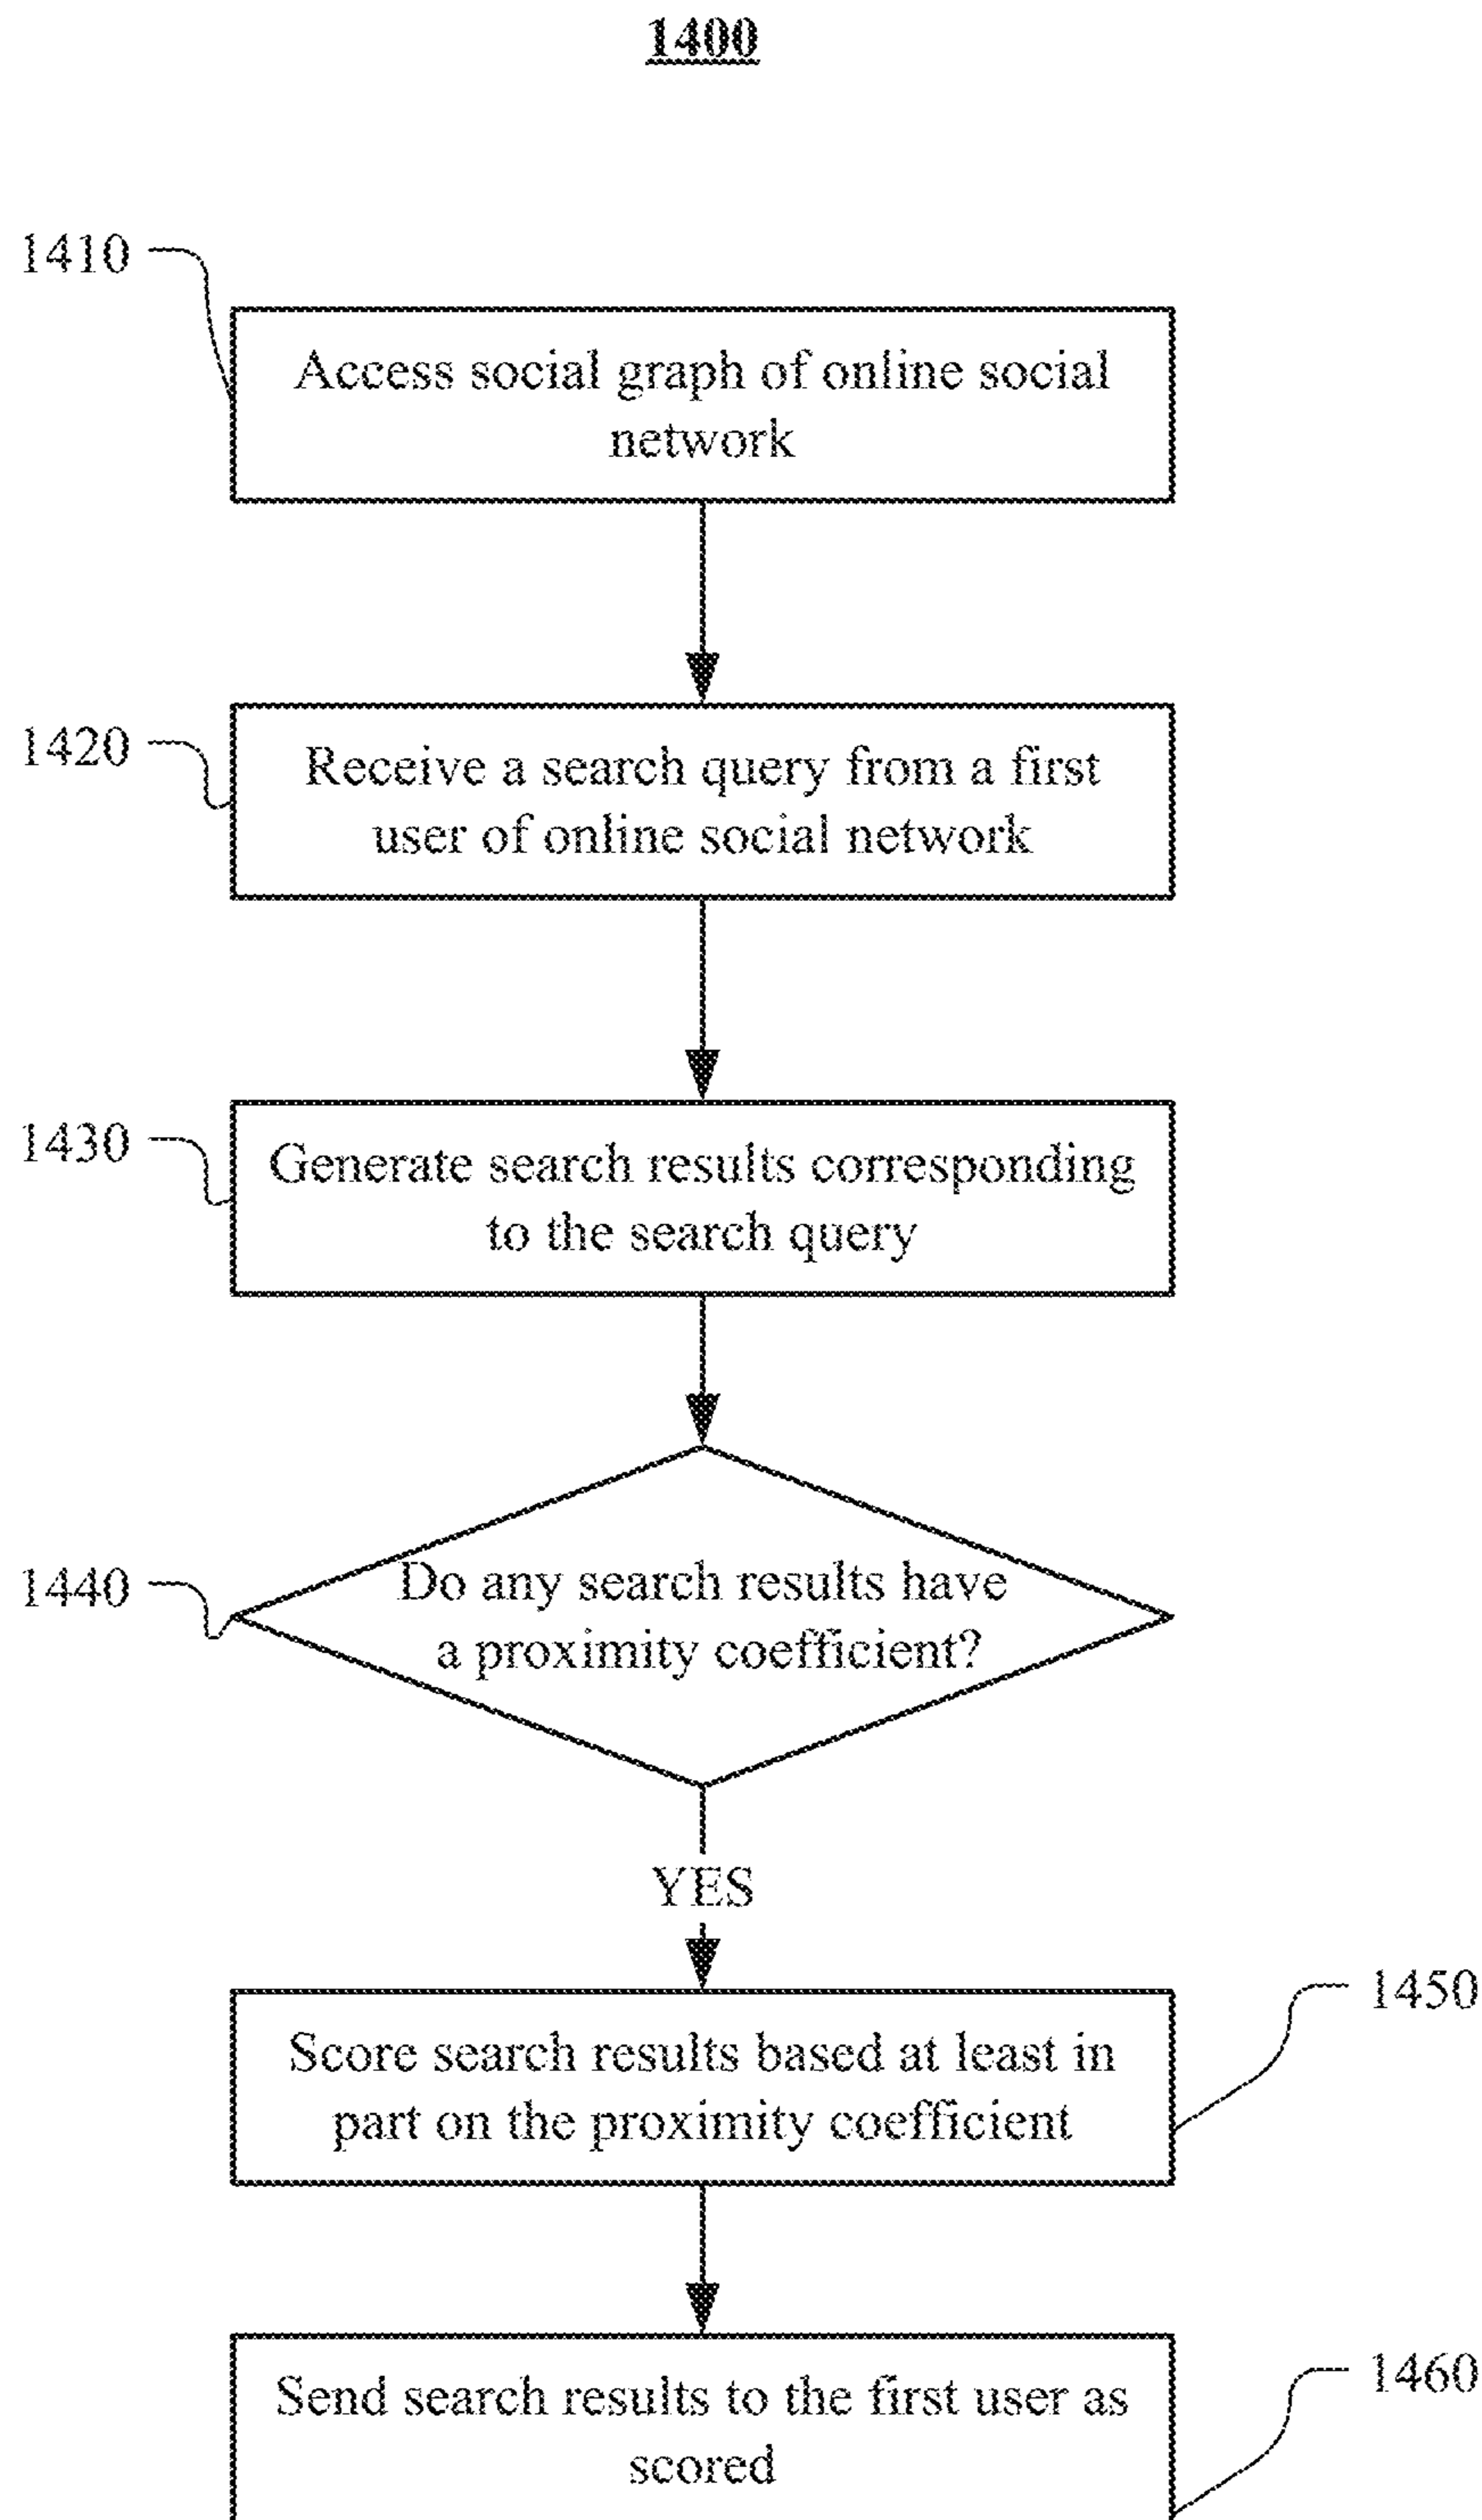 1400
1410
Access social graph of online social
network
1420
Receive a search query from a first
user of online social network
1430
Generate search results corresponding
to the search query
1440
Do any search results have
a proximity coefficient?
YES
1450
Score search results based at least in
part on the proximity coefficient
1460
Send search results to the first user as
scored